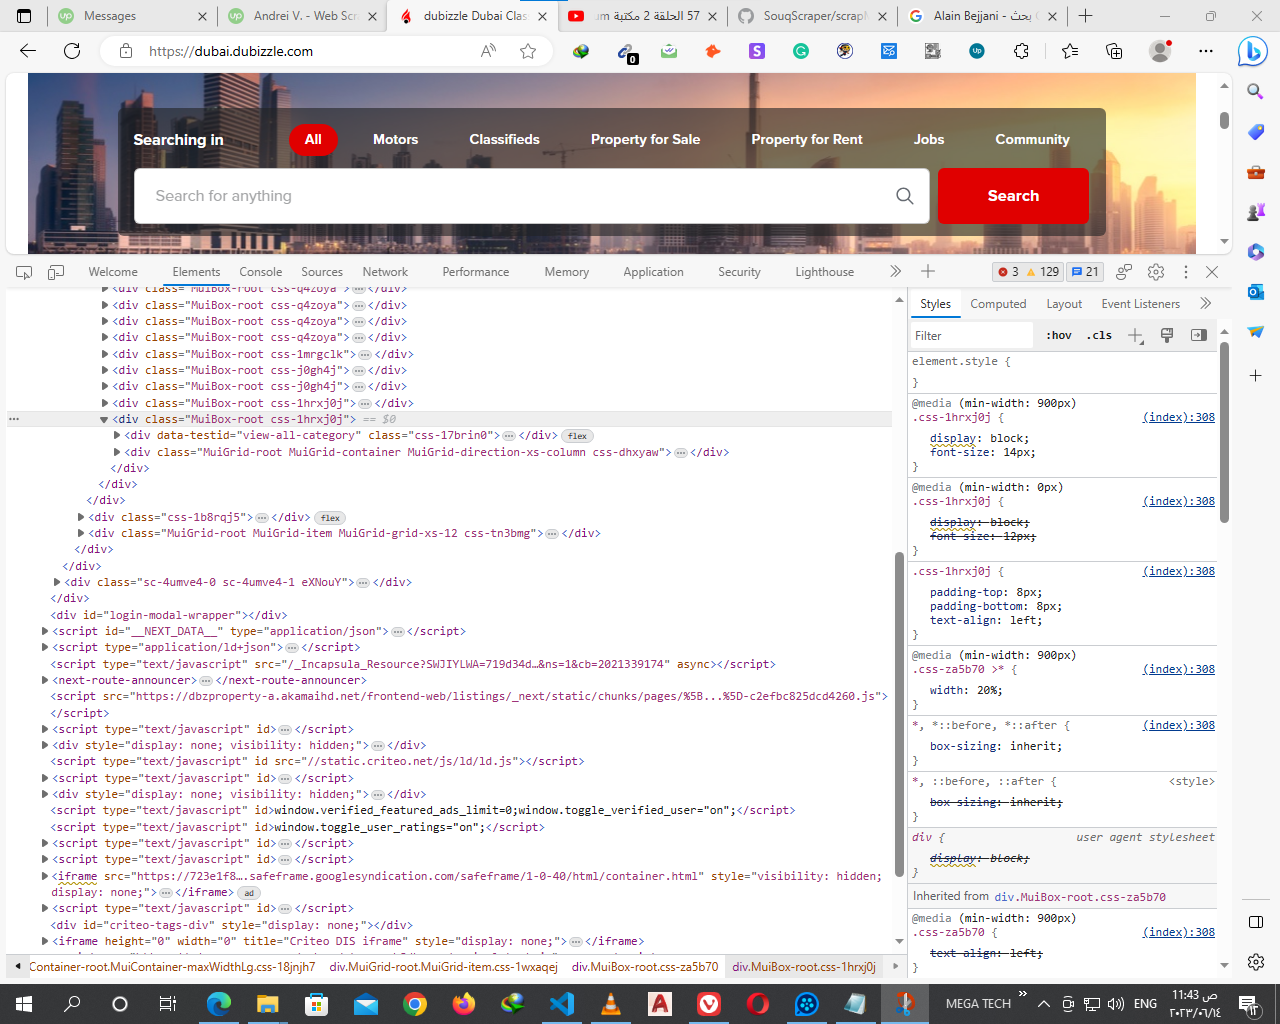 Messages
Andrei V. - Web Scr
dubizzle Dubai Clas
57 الحلقة 2 مكتبة um
SouqScraper/scrapN
Alain Bejjani - بحث
https://dubai.dubizzle.com
Searching in
All
Motors
Classifieds
Property for Sale
Property for Rent
Jobs
Community
Search for anything
Search
Welcome
Elements
Console
Sources
Network
Performance
Memory
Application
Security
Lighthouse
3
129
21
<div class="MuiBox-root css-q4zoya">…</div>
<div class="MuiBox-root css-q4zoya">…</div>
<div class="MuiBox-root css-q4zoya">…</div>
<div class="MuiBox-root css-q4zoya">…</div>
<div class="MuiBox-root css-1mrgclk">…</div>
<div class="MuiBox-root css-j0gh4j">…</div>
<div class="MuiBox-root css-j0gh4j">…</div>
<div class="MuiBox-root css-1hrxj0j">…</div>
<div class="MuiBox-root css-1hrxj0j"> == $0
<div data-testid="view-all-category" class="css-17brin0">…</div> flex
<div class="MuiGrid-root MuiGrid-container MuiGrid-direction-xs-column css-dhxyaw">…</div>
</div>
</div>
</div>
<div class="css-1b8rqj5">…</div> flex
<div class="MuiGrid-root MuiGrid-item MuiGrid-grid-xs-12 css-tn3bmg">…</div>
</div>
</div>
<div class="sc-4umve4-0 sc-4umve4-1 eXNouY">…</div>
</div>
<div id="login-modal-wrapper"></div>
<script id="__NEXT_DATA__" type="application/json">…</script>
<script type="application/ld+json">…</script>
<script type="text/javascript" src="/_Incapsula_Resource?SWJIYLWA=719d34d…&ns=1&cb=2021339174" async></script>
<next-route-announcer>…</next-route-announcer>
<script src="https://dbzproperty-a.akamaihd.net/frontend-web/listings/_next/static/chunks/pages/%5B...%5D-c2efbc825dcd4260.js">
</script>
<script type="text/javascript" id>…</script>
<div style="display: none; visibility: hidden;">…</div>
<script type="text/javascript" id src="//static.criteo.net/js/ld/ld.js"></script>
<script type="text/javascript" id>…</script>
<div style="display: none; visibility: hidden;">…</div>
<script type="text/javascript" id>window.verified_featured_ads_limit=0;window.toggle_verified_user="on";</script>
<script type="text/javascript" id>window.toggle_user_ratings="on";</script>
<script type="text/javascript" id>…</script>
<script type="text/javascript" id>…</script>
<iframe src="https://723e1f8….safeframe.googlesyndication.com/safeframe/1-0-40/html/container.html" style="visibility: hidden;
display: none;">…</iframe> ad
<script type="text/javascript" id>…</script>
<div id="criteo-tags-div" style="display: none;"></div>
<iframe height="0" width="0" title="Criteo DIS iframe" style="display: none;">…</iframe>
Container-root.MuiContainer-maxWidthLg.css-18jnjh7
div.MuiGrid-root.MuiGrid-item.css-1wxaqej
div.MuiBox-root.css-za5b70
div.MuiBox-root.css-1hrxj0j
Styles
Computed
Layout
Event Listeners
Filter
:hov
.cls
element.style {
}
@media (min-width: 900px)
.css-1hrxj0j { (index):308
display: block;
font-size: 14px;
}
@media (min-width: 0px)
.css-1hrxj0j { (index):308
display: block;
font-size: 12px;
}
.css-1hrxj0j { (index):308
padding-top: 8px;
padding-bottom: 8px;
text-align: left;
}
@media (min-width: 900px)
.css-za5b70 >* { (index):308
width: 20%;
}
*, *::before, *::after { (index):308
box-sizing: inherit;
}
*, ::before, ::after { <style>
box-sizing: inherit;
}
div { user agent stylesheet
display: block;
}
Inherited from div.MuiBox-root.css-za5b70
@media (min-width: 900px)
.css-za5b70 { (index):308
text-align: left;
}
MEGA TECH
ENG
11:43 ص
٢٠٢٣/٠٦/١٤